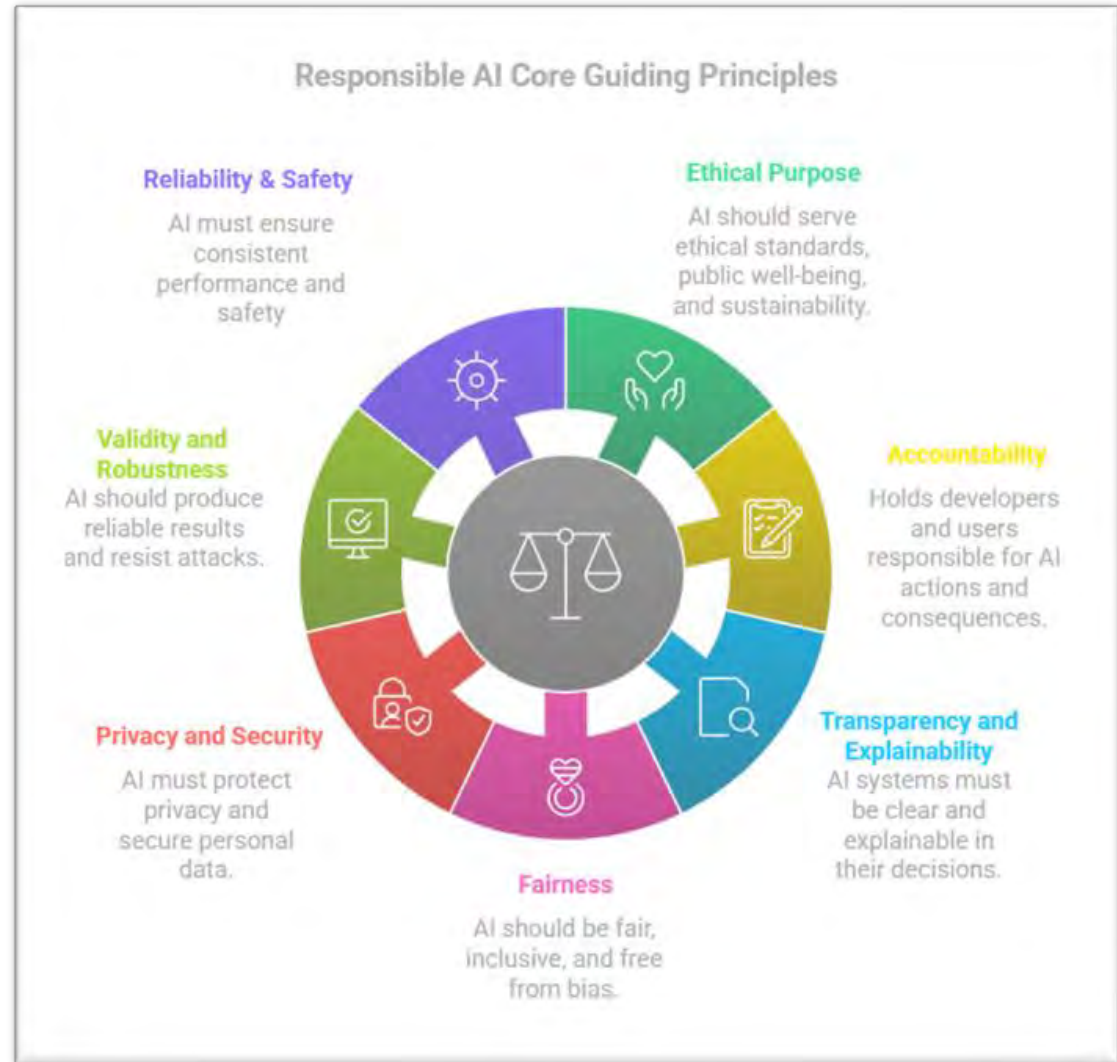 Responsible AI Core Guiding Principles
Reliability & Safety
AI must ensure
consistent
performance and
safety
Ethical Purpose
AI should serve
ethical standards,
public well-being,
and sustainability.
Validity and
Robustness
AI should produce
reliable results
and resist attacks.
Accountability
Holds developers
and users
responsible for AI
actions and
consequences.
Privacy and Security
AI must protect
privacy and
secure personal
data.
Transparency and
Explainability
AI systems must
be clear and
explainable in
their decisions.
Fairness
AI should be fair,
inclusive, and free
from bias.